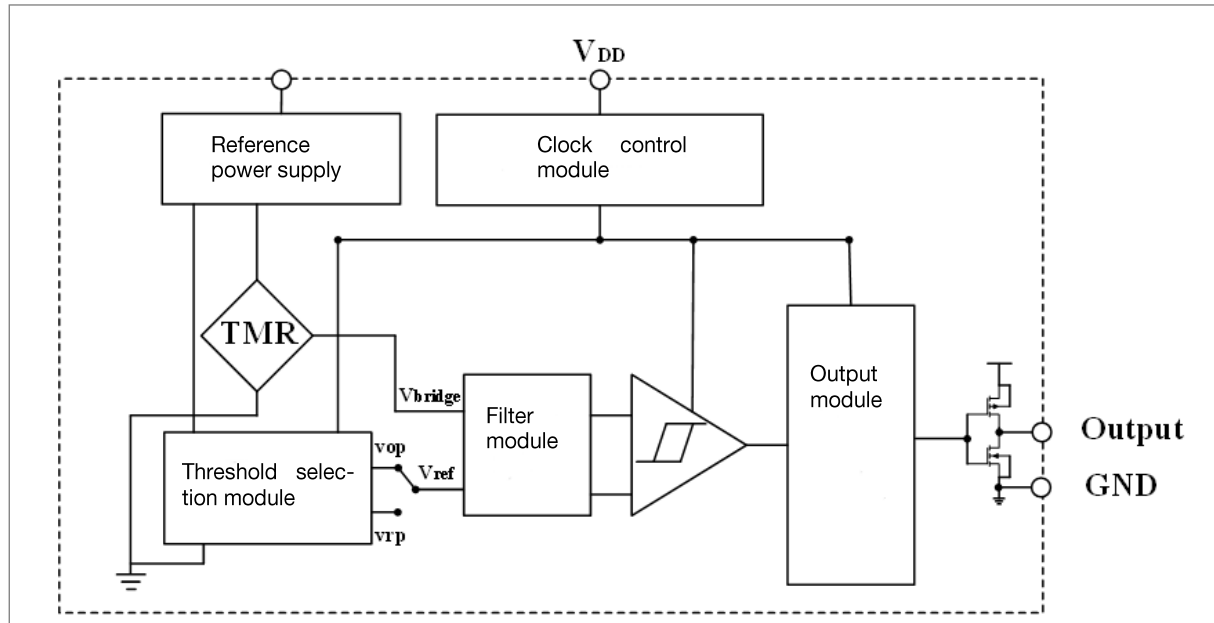 VDD
Reference
power supply
Clock control
module
TMR
Vbridge
Filter
module
Output
module
Threshold selec-
tion module
vop
Vref
vrp
Output
GND